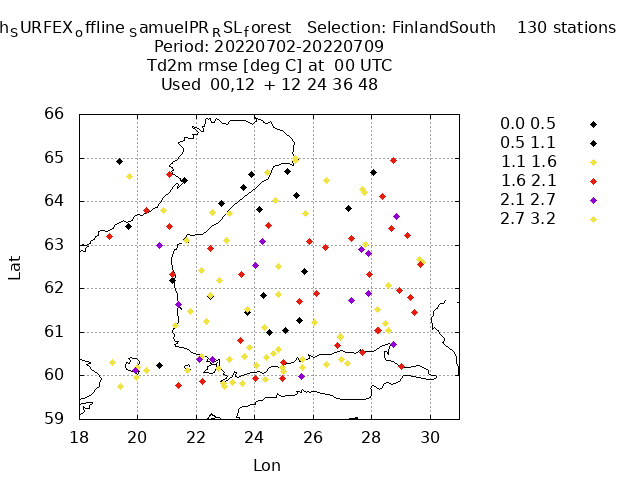 hSURFEXoffline SamuelPRRSLforest Selection: FinlandSouth 130 stations
Period: 20220702-20220709
Td2m rmse [deg C] at 00 UTC
Used 00,12 + 12 24 36 48
66
65
64
63
62
61
60
59
18 20 22 24 26 28 30
Lat
Lon
0.0 0.5
0.5 1.1
1.1 1.6
1.6 2.1
2.1 2.7
2.7 3.2